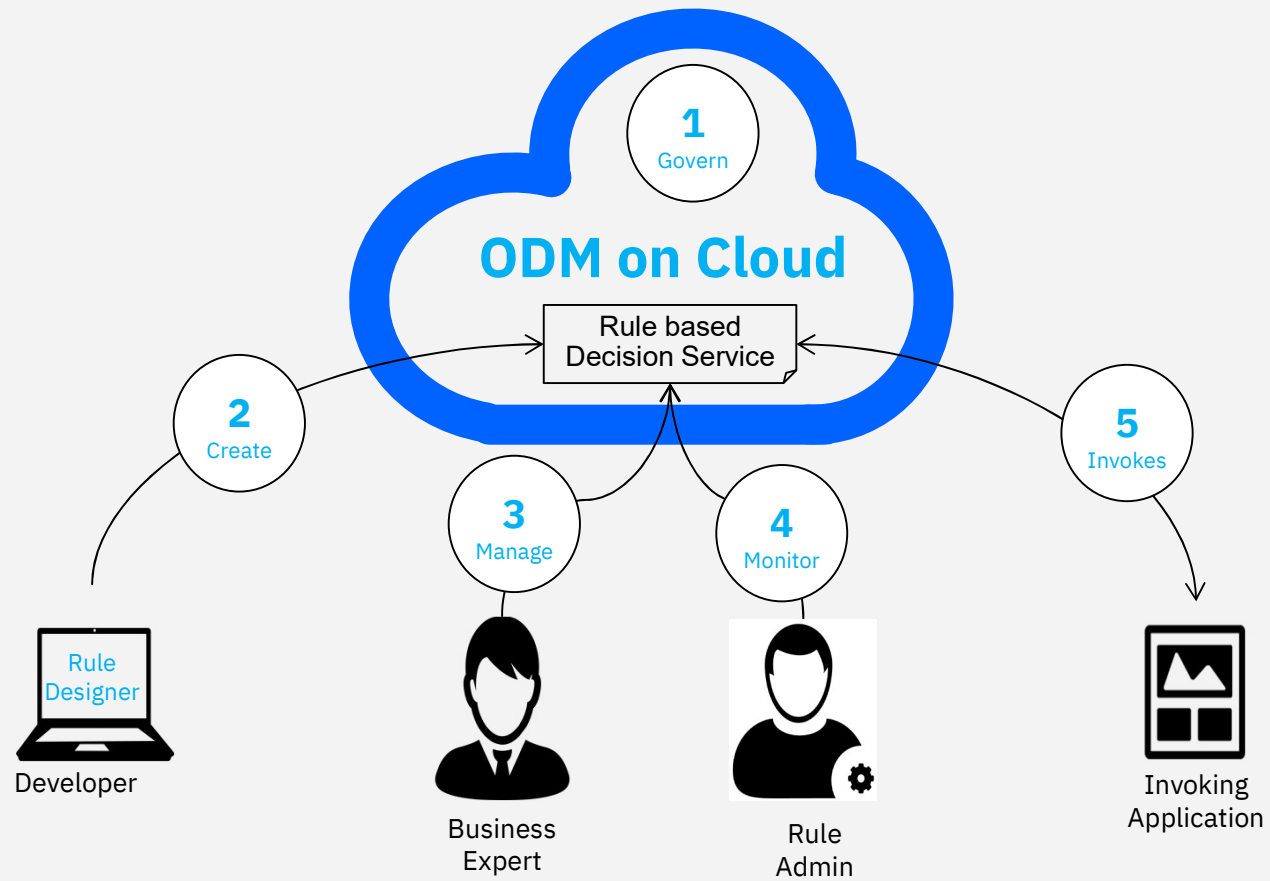 1
Govern
ODM on Cloud
Rule based
Decision Service
2
Create
3
Manage
4
Monitor
5
Invokes
Rule
Designer
Developer
Business
Expert
Rule
Admin
Invoking
Application